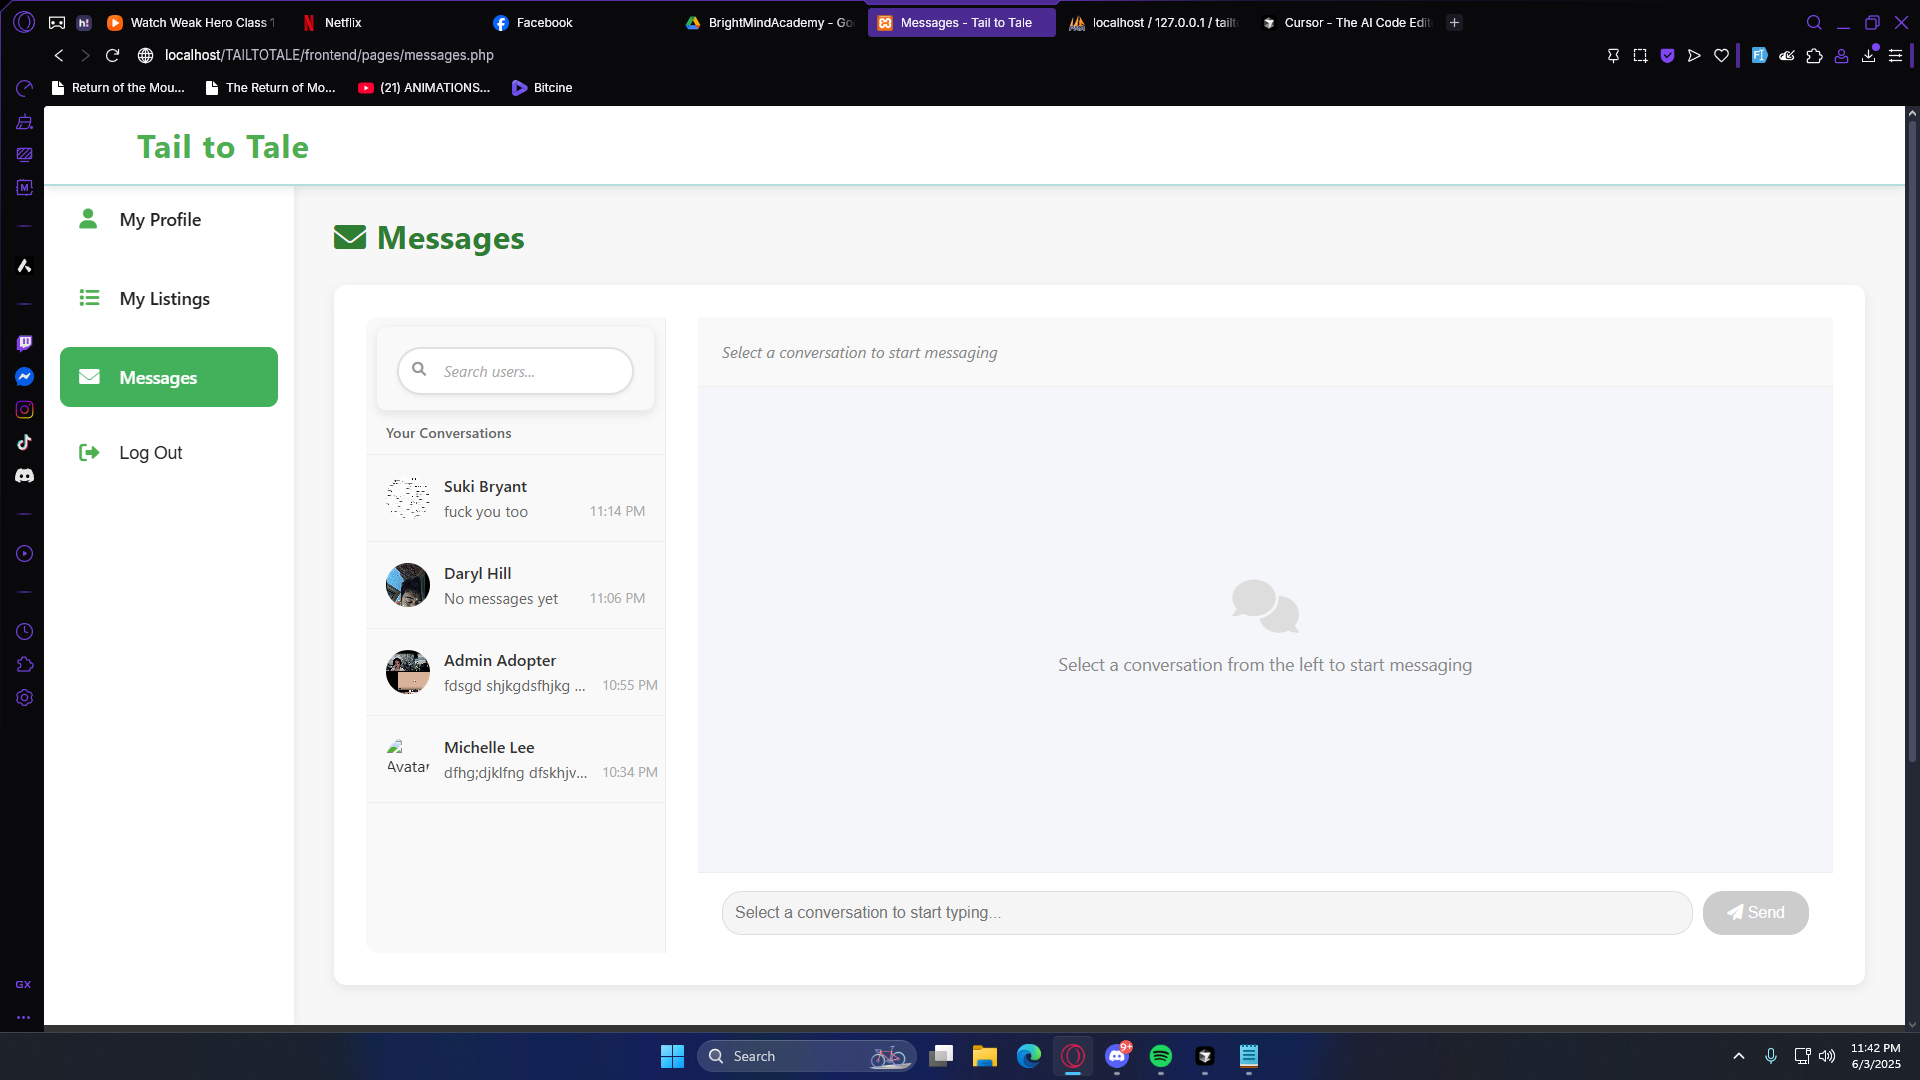 Watch Weak Hero Class 1
Netflix
Facebook
BrightMindAcademy - Go
Messages - Tail to Tale
localhost / 127.0.0.1 / tailt
Cursor - The AI Code Edit
localhost/TAILTOTALE/frontend/pages/messages.php
Return of the Mou...
The Return of Mo...
(21) ANIMATIONS...
Bitcine
Tail to Tale
My Profile
My Listings
Messages
Log Out
Messages
Search users...
Your Conversations
Suki Bryant
fuck you too
11:14 PM
Daryl Hill
No messages yet
11:06 PM
Admin Adopter
fdsgd shjkgdsfhjkg ...
10:55 PM
Avatar
Michelle Lee
dfhg;djklfng dfskhjv...
10:34 PM
Select a conversation to start messaging
Select a conversation from the left to start messaging
Select a conversation to start typing...
Send
GX
Search
9+
11:42 PM
6/3/2025